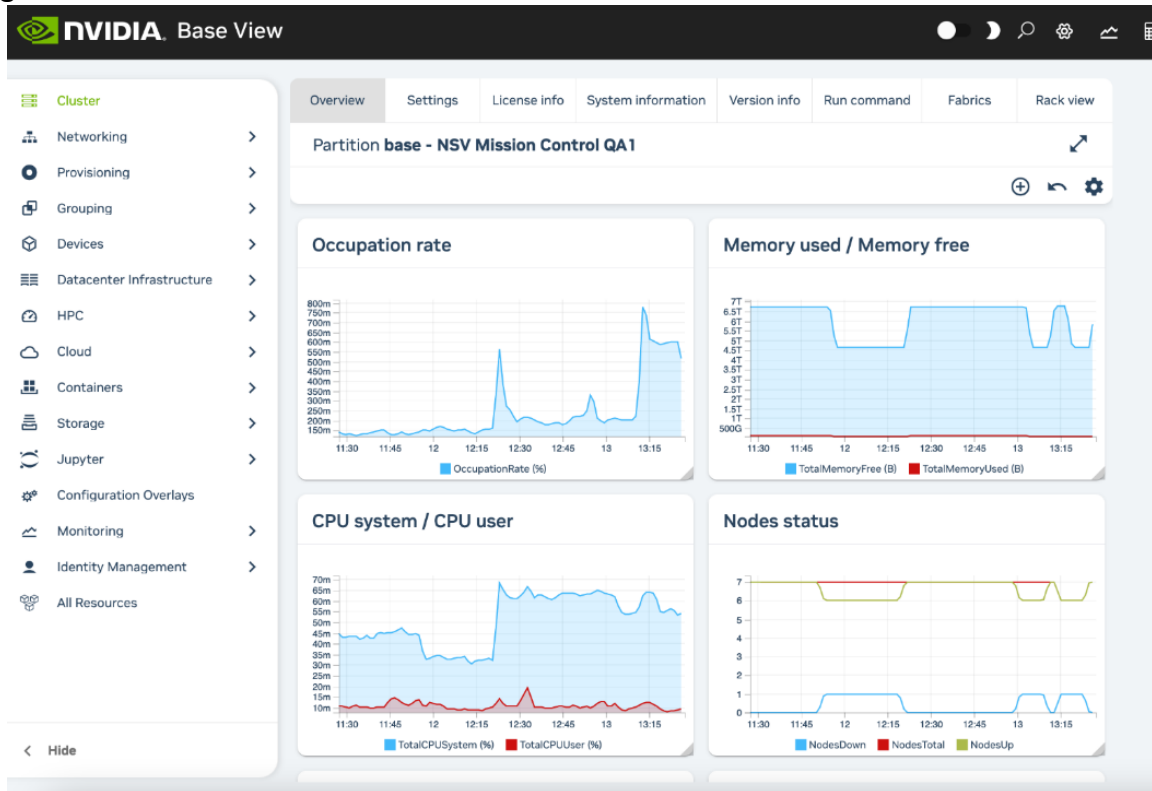 NVIDIA. Base View
Cluster
Networking
Provisioning
Grouping
Devices
Datacenter Infrastructure
HPC
Cloud
Containers
Storage
Jupyter
Configuration Overlays
Monitoring
Identity Management
All Resources
Hide
Overview Settings License info System information Version info Run command Fabrics Rack view
Partition base - NSV Mission Control QA1
Occupation rate
800m
750m
700m
650m
600m
550m
500m
450m
400m
350m
300m
250m
200m
150m
11:30 11:45 12 12:15 12:30 12:45 13 13:15
OccupationRate (%)
Memory used / Memory free
7T
6.5T
6T
5.5T
5T
4.5T
4T
3.5T
3T
2.5T
2T
1.5T
1T
500G
11:30 11:45 12 12:15 12:30 12:45 13 13:15
TotalMemoryFree (B) TotalMemoryUsed (B)
CPU system / CPU user
70m
65m
60m
55m
50m
45m
40m
35m
30m
25m
20m
15m
10m
11:30 11:45 12 12:15 12:30 12:45 13 13:15
TotalCPUSystem (%) TotalCPUUser (%)
Nodes status
7
6
5
4
3
2
1
0
11:30 11:45 12 12:15 12:30 12:45 13 13:15
NodesDown NodesTotal NodesUp